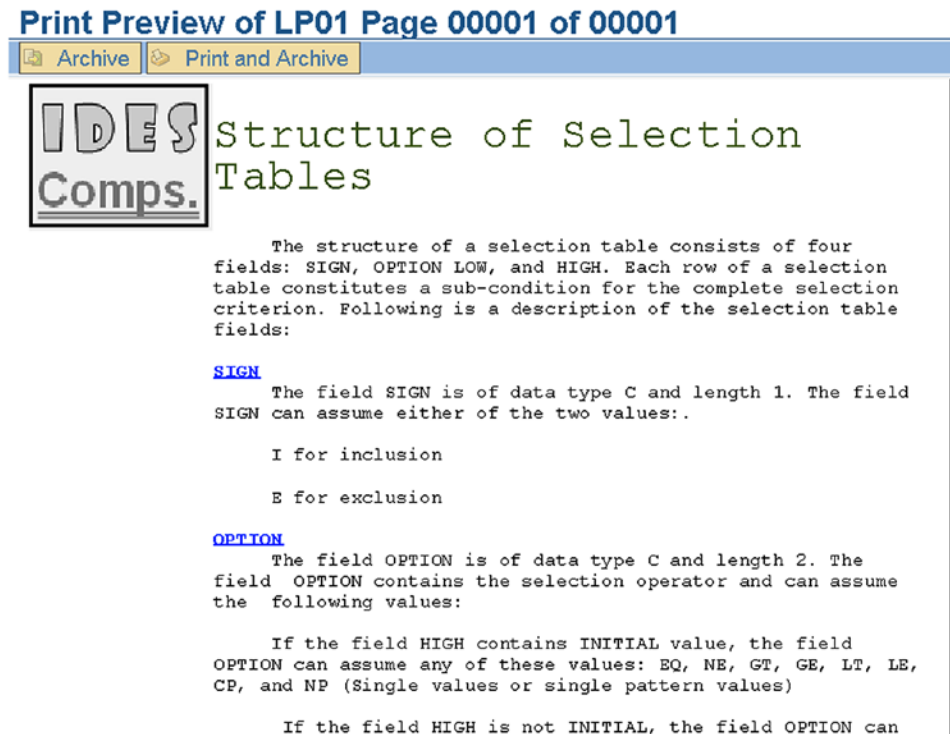 Print Preview of LP01 Page 00001 of 00001
Archive Print and Archive
IDES
Comps.
Structure of Selection
Tables
The structure of a selection table consists of four
fields: SIGN, OPTION LOW, and HIGH. Each row of a selection
table constitutes a sub-condition for the complete selection
criterion. Following is a description of the selection table
fields:
SIGN
The field SIGN is of data type C and length 1. The field
SIGN can assume either of the two values:.
I for inclusion
E for exclusion
OPTION
The field OPTION is of data type C and length 2. The
field  OPTION contains the selection operator and can assume
the  following values:
If the field HIGH contains INITIAL value, the field
OPTION can assume any of these values: EQ, NE, GT, GE, LT, LE,
CP, and NP (Single values or single pattern values)
If the field HIGH is not INITIAL, the field OPTION can